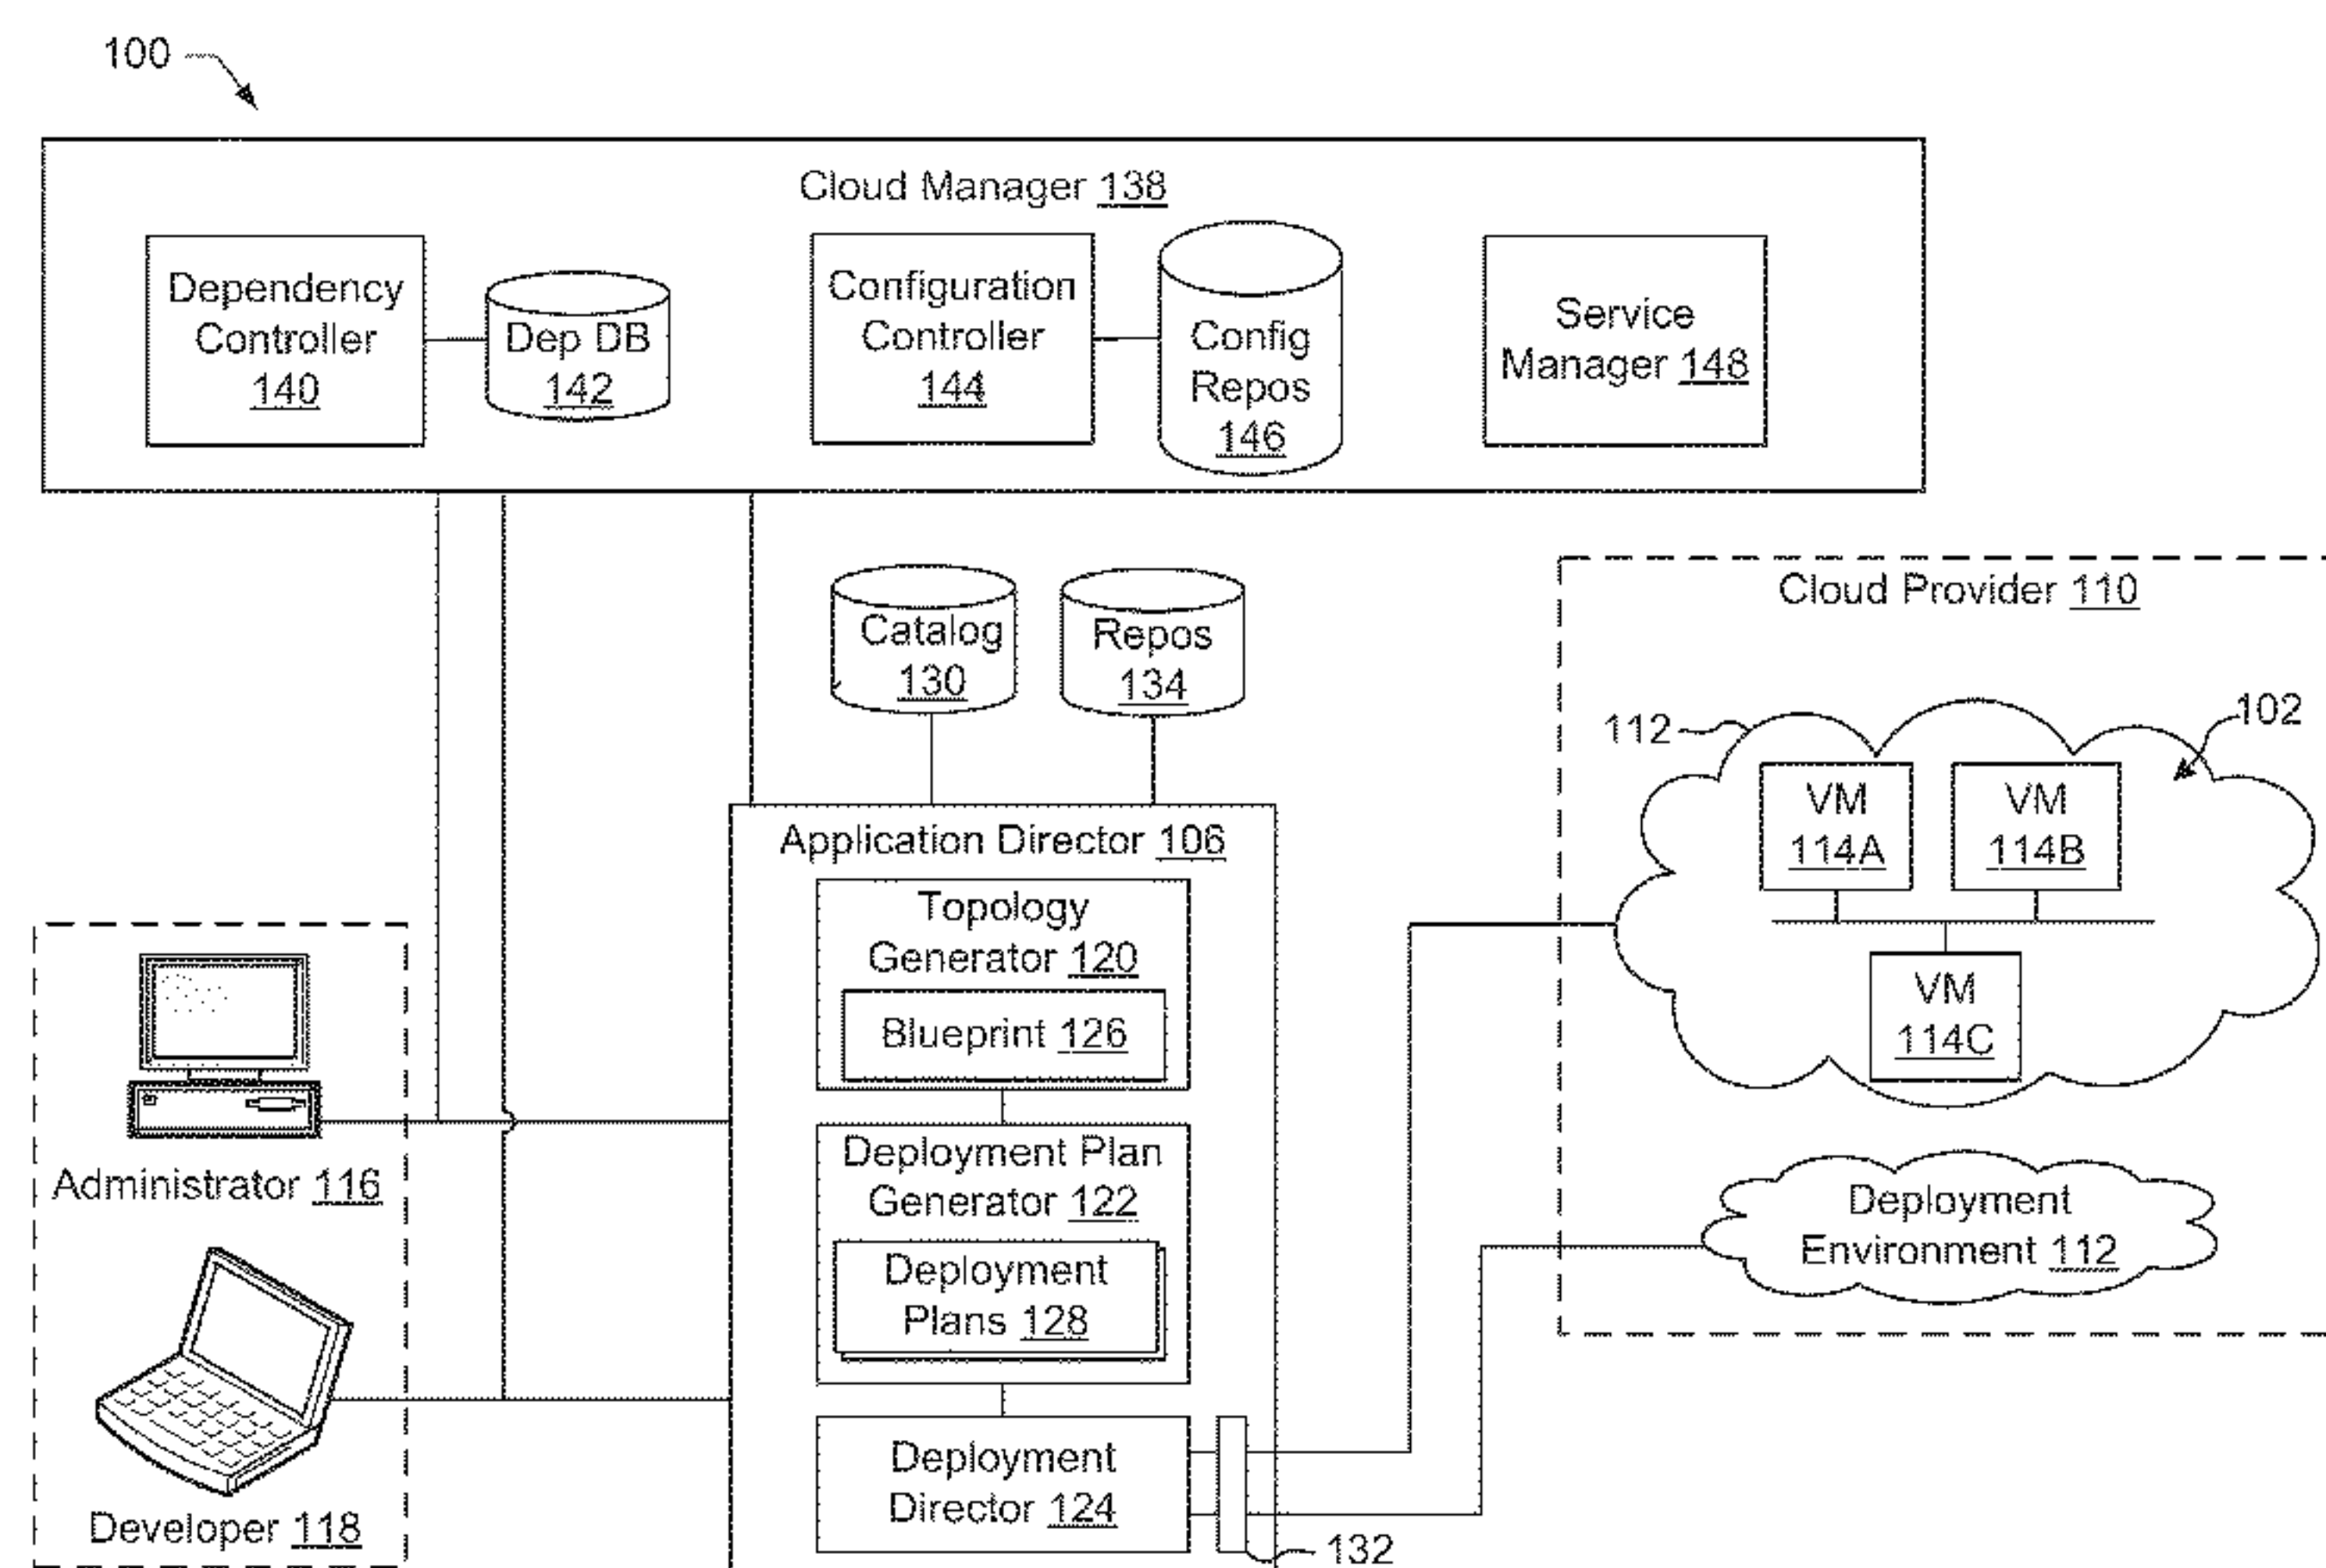 100
Cloud Manager 138
Dependency
Controller
140
Dep DB
142
Configuration
Controller
144
Config
Repos
146
Service
Manager 148
Catalog
130
Repos
134
Cloud Provider 110
112
102
VM
114A
VM
114B
VM
114C
Deployment
Environment 112
Application Director 106
Topology
Generator 120
Blueprint 126
Deployment Plan
Generator 122
Deployment
Plans 128
Deployment
Director 124
132
Administrator 116
Developer 118